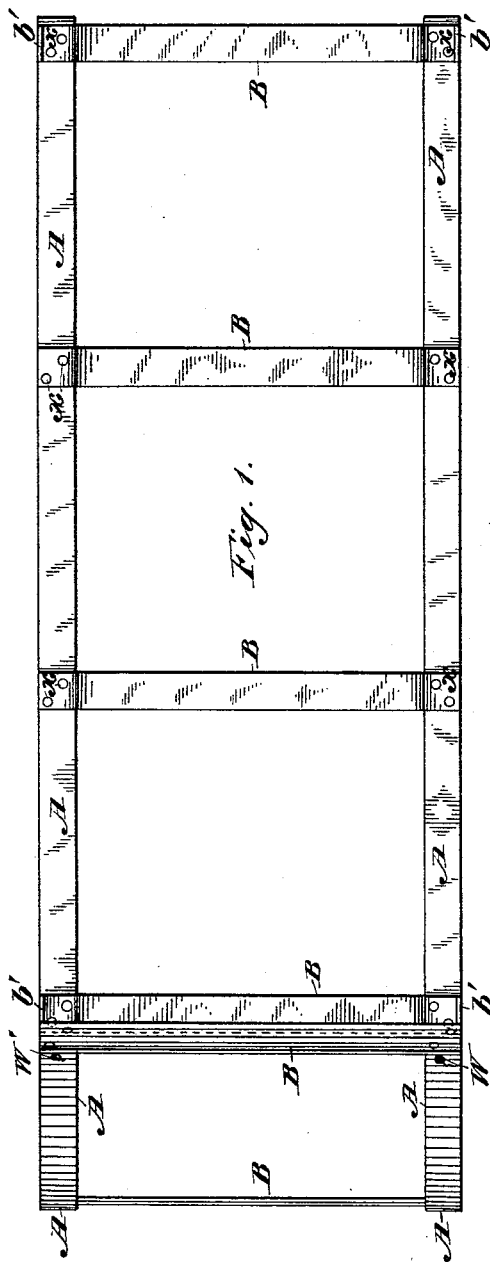 W' b' b'
A A x x A x
A
B B B B B B
Fig. 1.
A
A A x x A x
W b' b'